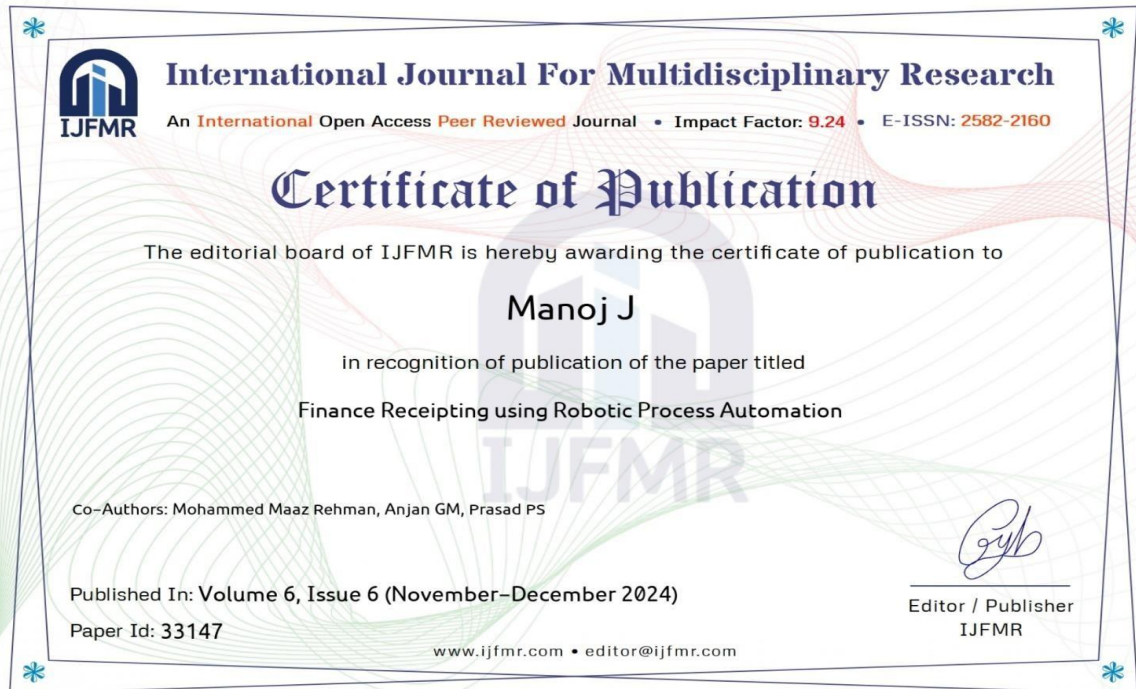 International Journal For Multidisciplinary Research
IJFMR
An International Open Access Peer Reviewed Journal • Impact Factor: 9.24 • E-ISSN: 2582-2160
Certificate of Publication
The editorial board of IJFMR is hereby awarding the certificate of publication to
Manoj J
in recognition of publication of the paper titled
Finance Receipting using Robotic Process Automation
IJFMR
Co-Authors: Mohammed Maaz Rehman, Anjan GM, Prasad PS
Published In: Volume 6, Issue 6 (November-December 2024)
Paper Id: 33147
Editor / Publisher
IJFMR
www.ijfmr.com • editor@ijfmr.com